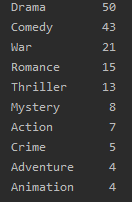 Drama 50
Comedy 43
War 21
Romance 15
Thriller 13
Mystery 8
Action 7
Crime 5
Adventure 4
Animation 4